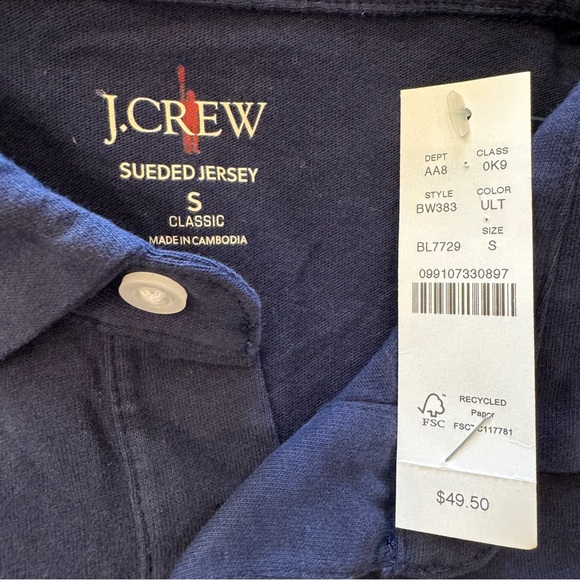 J.CREW
SUEDED JERSEY
S
CLASSIC
MADE IN CAMBODIA
DEPT CLASS
AA8 0K9
STYLE COLOR
BW383 ULT
SIZE
BL7729 S
099107330897
RECYCLED
Paper
FSC
C117781
$49.50